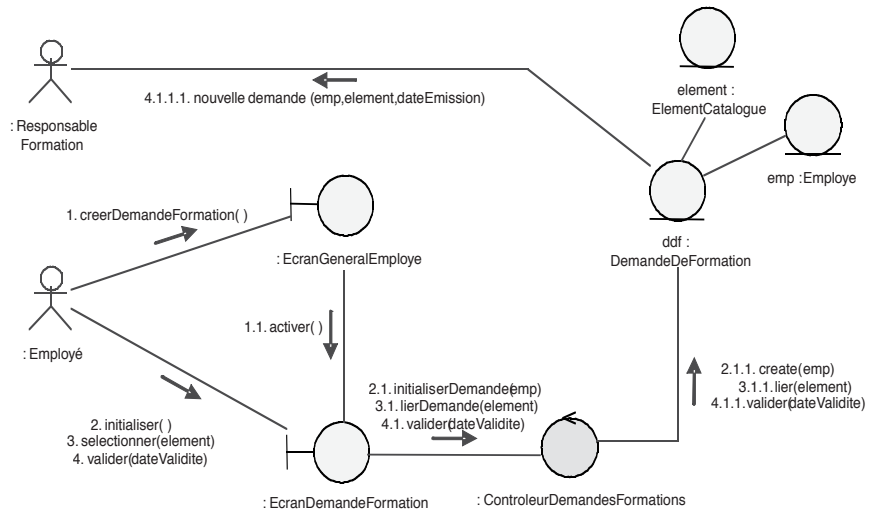 element :
ElementCatalogue
4.1.1.1. nouvelle demande (emp,element,dateEmission)
: Responsable
Formation
emp :Employe
1. creerDemandeFormation( )
ddf :
DemandeDeFormation
: EcranGeneralEmploye
1.1. activer( )
: Employé
2.1. initialiserDemande(emp)
3.1. lierDemande(element)
4.1. valider(dateValidite)
2.1.1. create(emp)
3.1.1. lier(element)
4.1.1. valider(dateValidite)
2. initialiser( )
3. selectionner(element)
4. valider(dateValidite)
: EcranDemandeFormation
: ControleurDemandesFormations